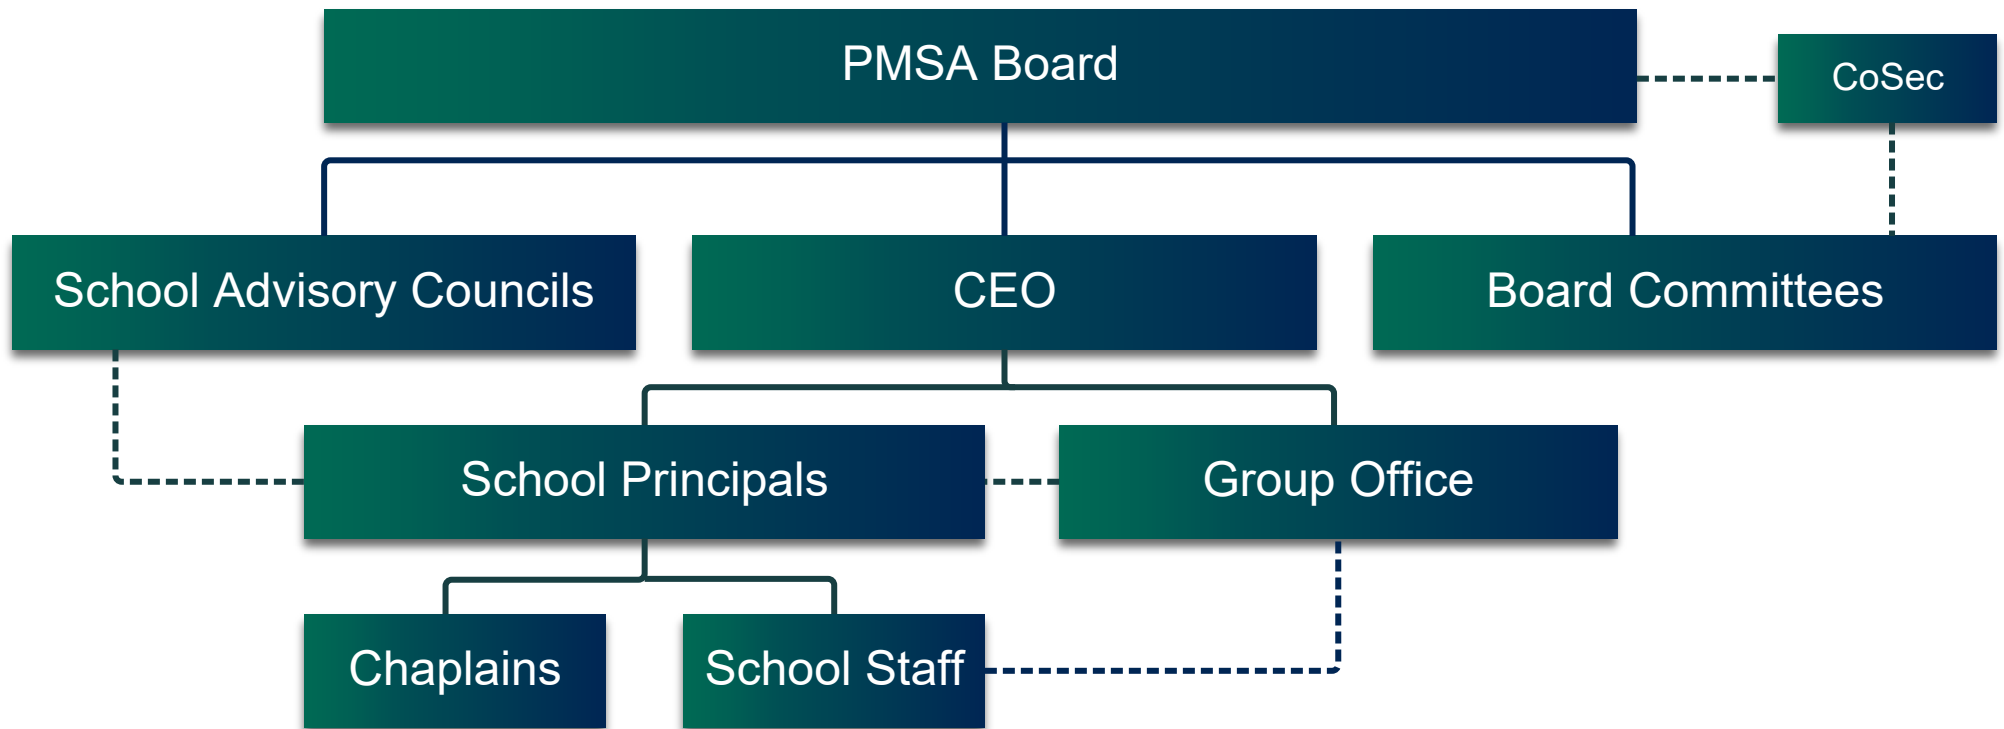 PMSA Board
CoSec
School Advisory Councils
CEO
Board Committees
School Principals
Group Office
Chaplains
School Staff